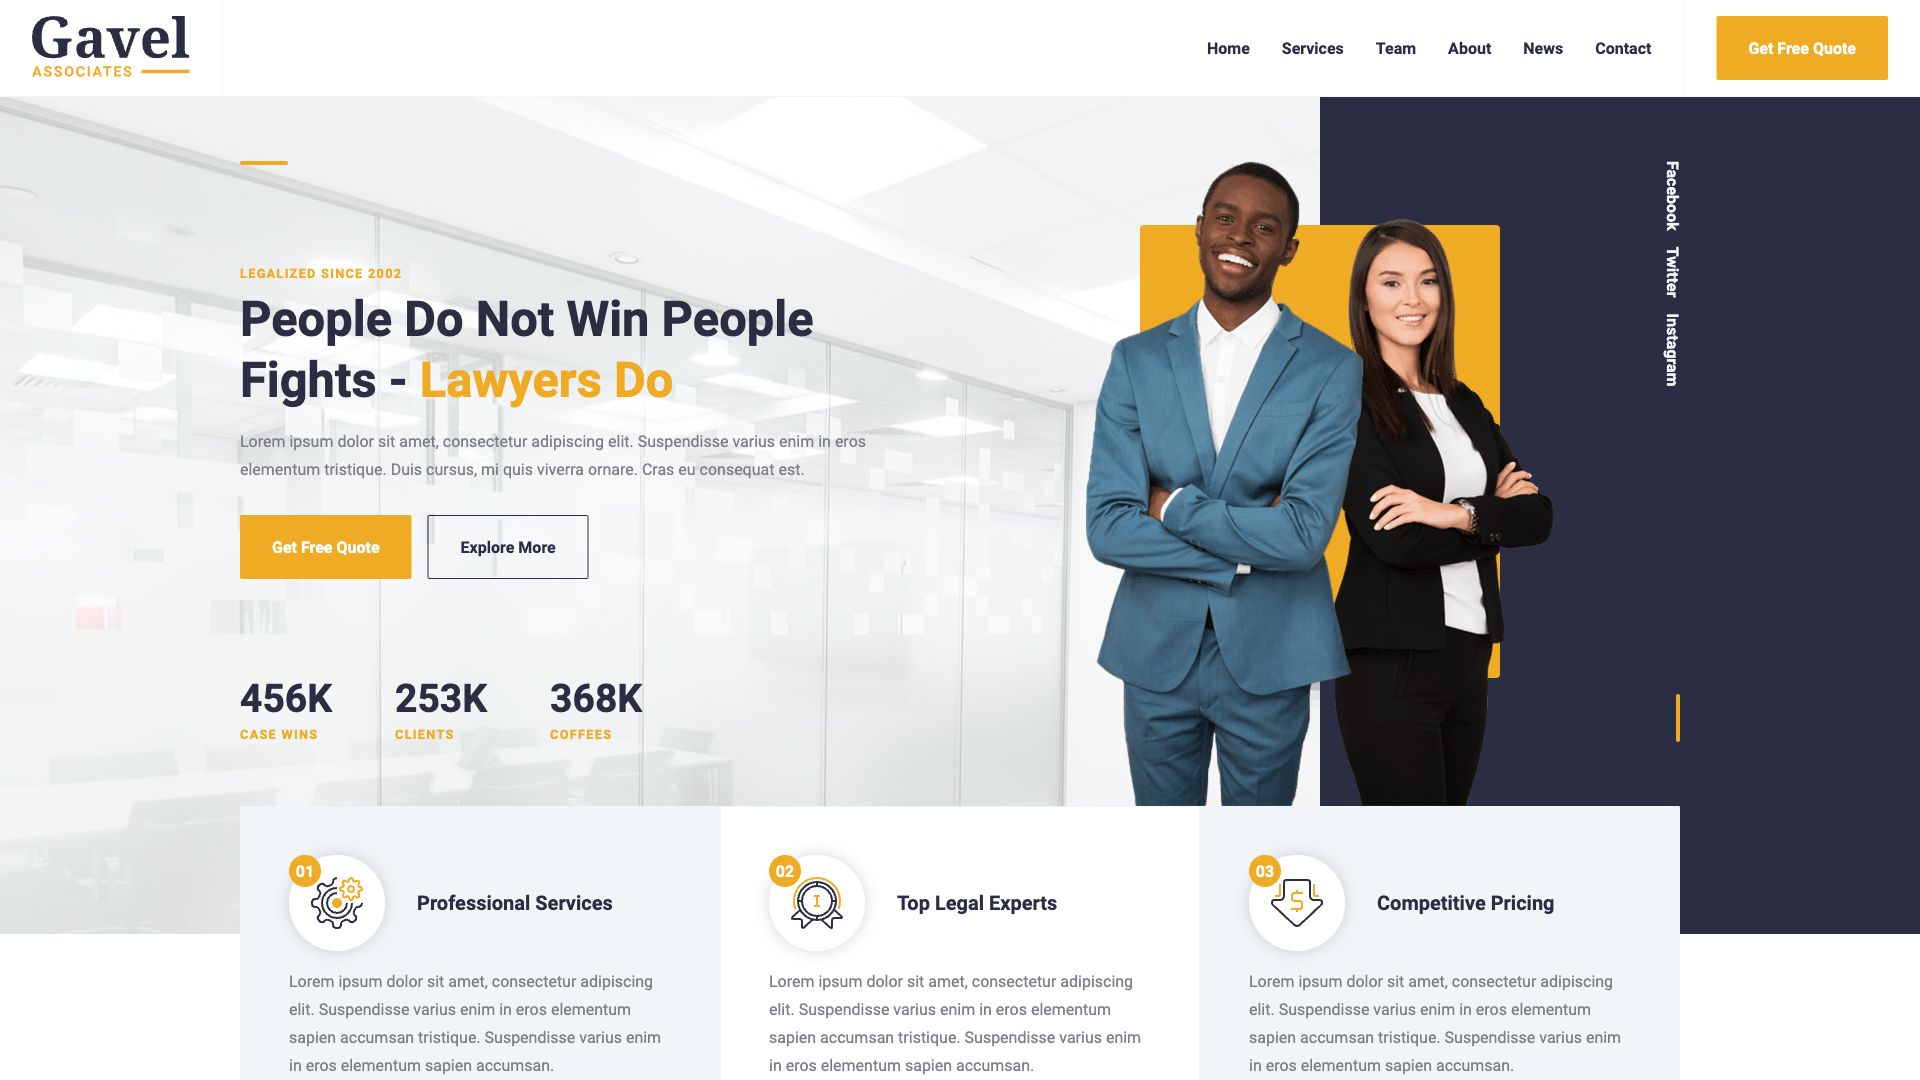 Gavel
ASSOCIATES
Home Services Team About News Contact Get Free Quote
Facebook Twitter Instagram
LEGALIZED SINCE 2002
People Do Not Win People
Fights - Lawyers Do
Lorem ipsum dolor sit amet, consectetur adipiscing elit. Suspendisse varius enim in eros
elementum tristique. Duis cursus, mi quis viverra ornare. Cras eu consequat est.
Get Free Quote Explore More
456K 253K 368K
CASE WINS CLIENTS COFFEES
01
Professional Services
Lorem ipsum dolor sit amet, consectetur adipiscing
elit. Suspendisse varius enim in eros elementum
sapien accumsan tristique. Suspendisse varius enim
in eros elementum sapien accumsan.
02
I
Top Legal Experts
Lorem ipsum dolor sit amet, consectetur adipiscing
elit. Suspendisse varius enim in eros elementum
sapien accumsan tristique. Suspendisse varius enim
in eros elementum sapien accumsan.
03
$
Competitive Pricing
Lorem ipsum dolor sit amet, consectetur adipiscing
elit. Suspendisse varius enim in eros elementum
sapien accumsan tristique. Suspendisse varius enim
in eros elementum sapien accumsan.